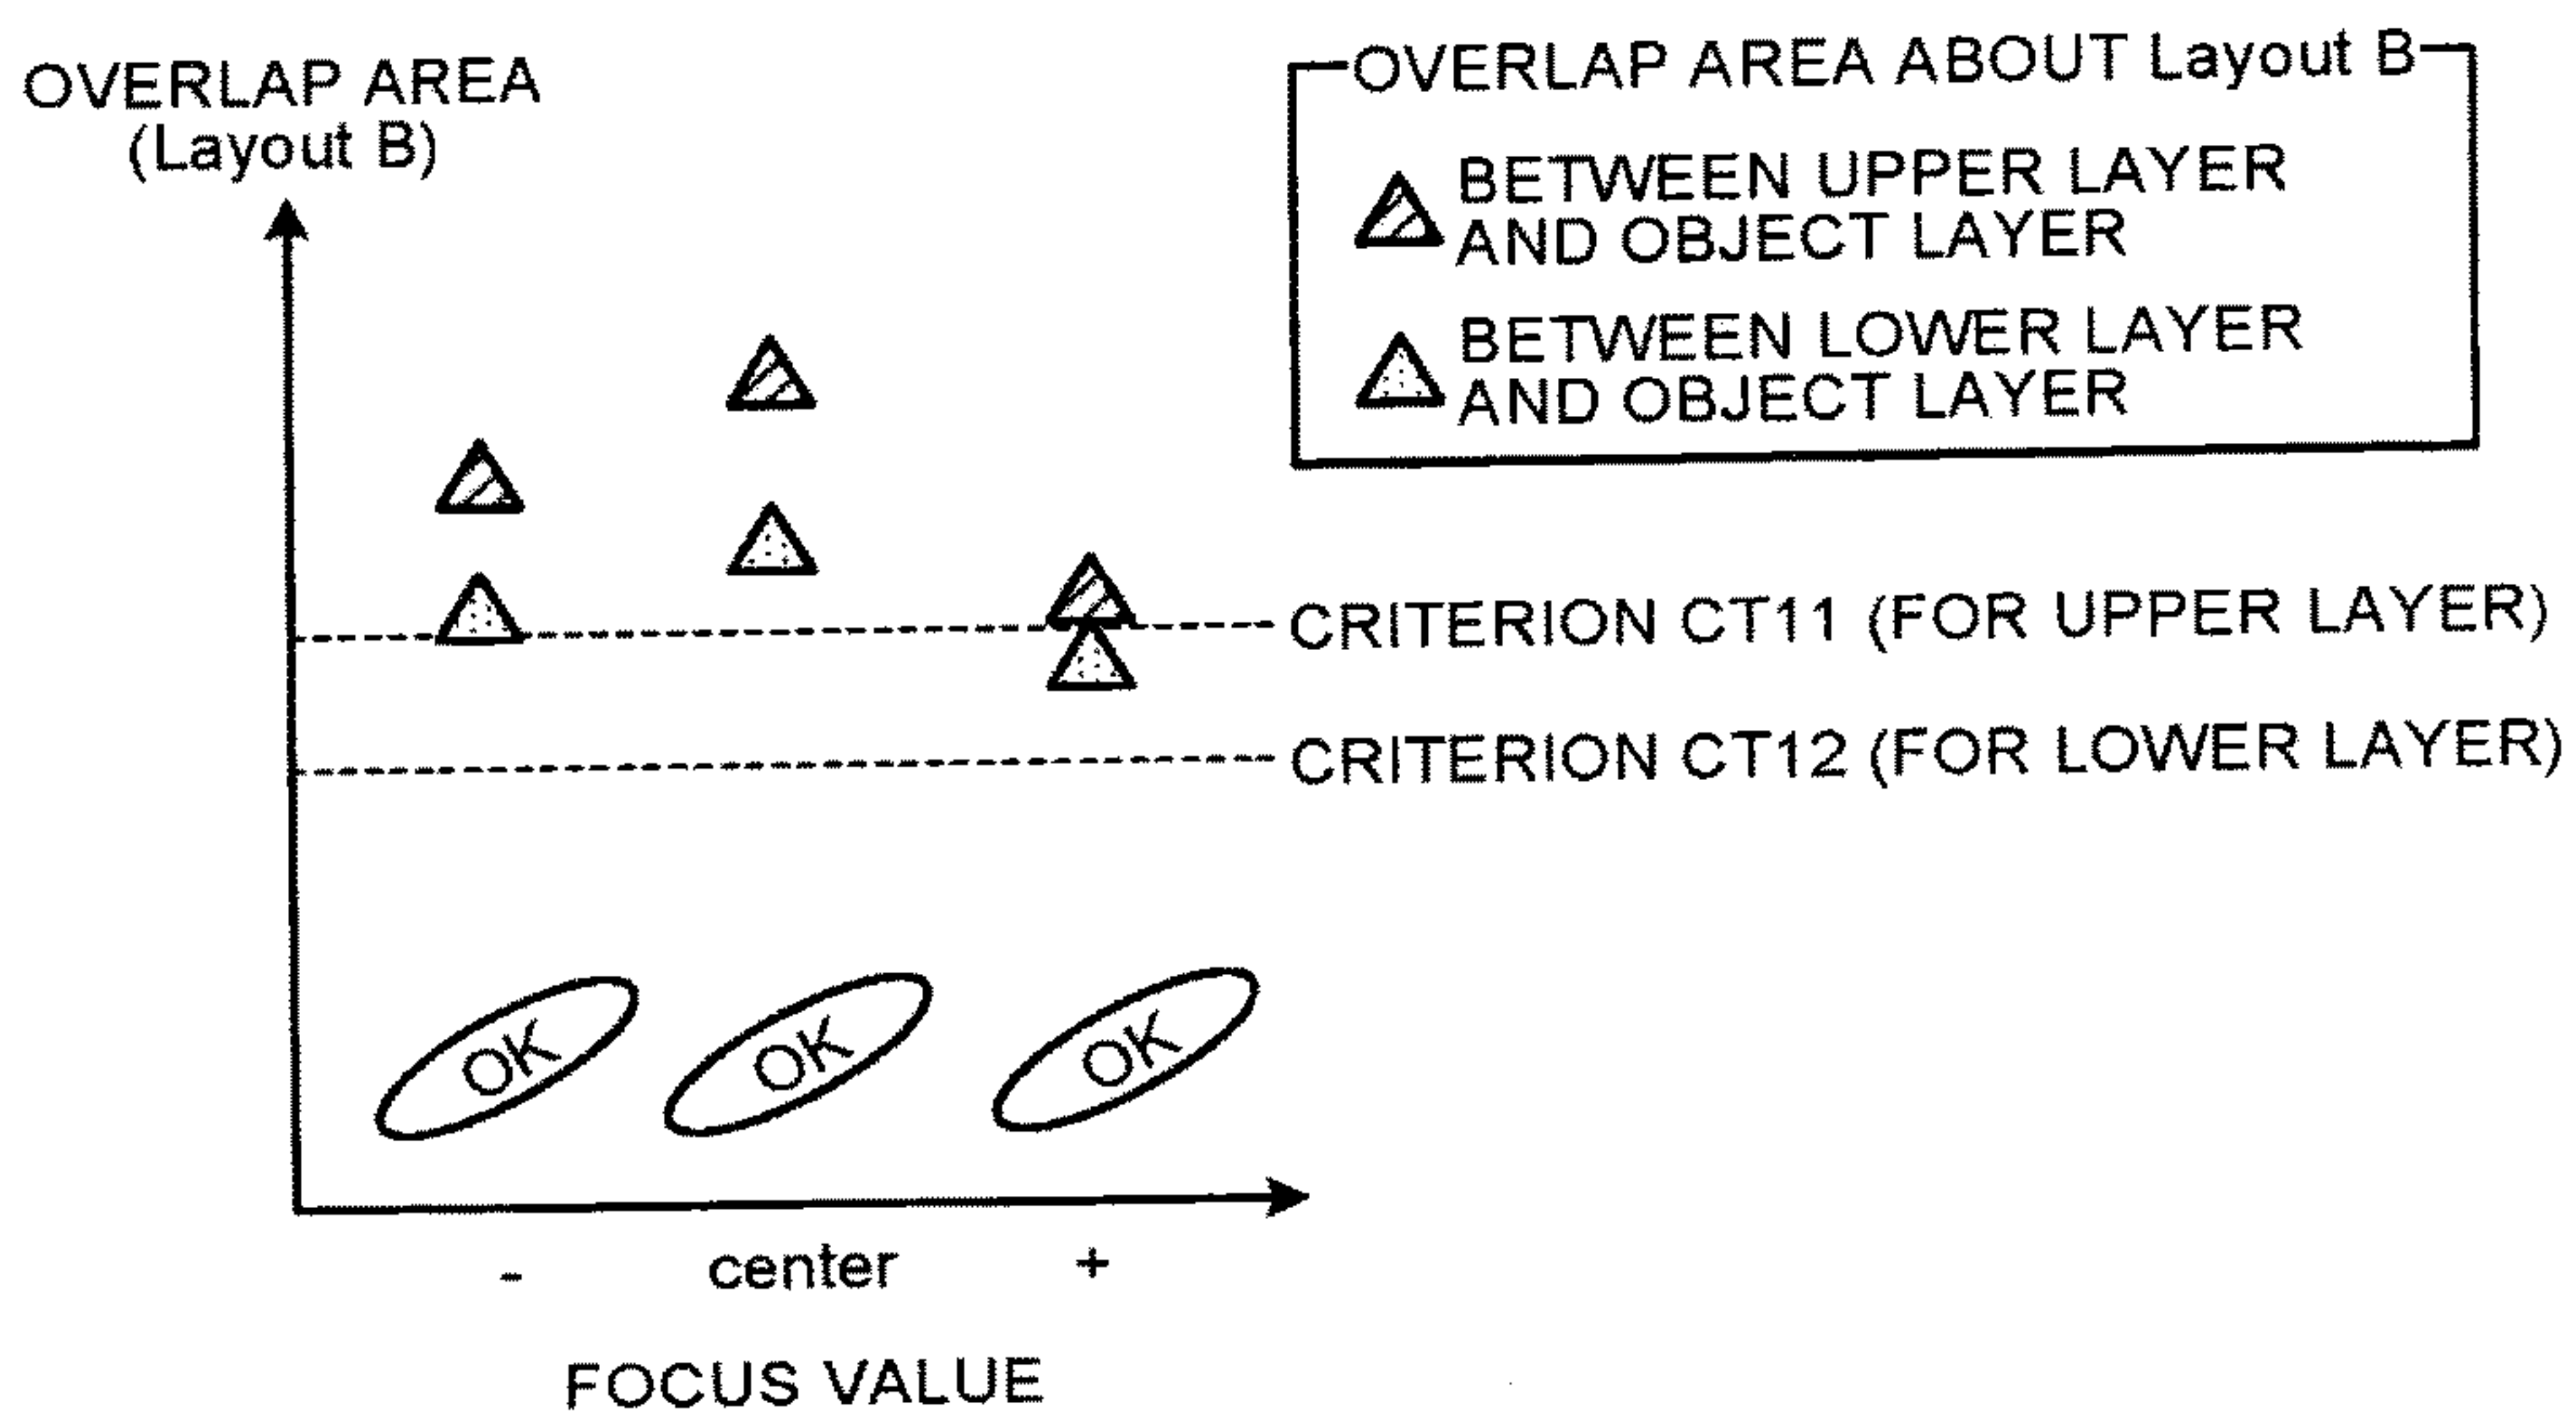 OVERLAP AREA
(Layout B)
OVERLAP AREA ABOUT Layout B
BETWEEN UPPER LAYER
AND OBJECT LAYER
BETWEEN LOWER LAYER
AND OBJECT LAYER
CRITERION CT11 (FOR UPPER LAYER)
CRITERION CT12 (FOR LOWER LAYER)
OK OK OK
- center +
FOCUS VALUE